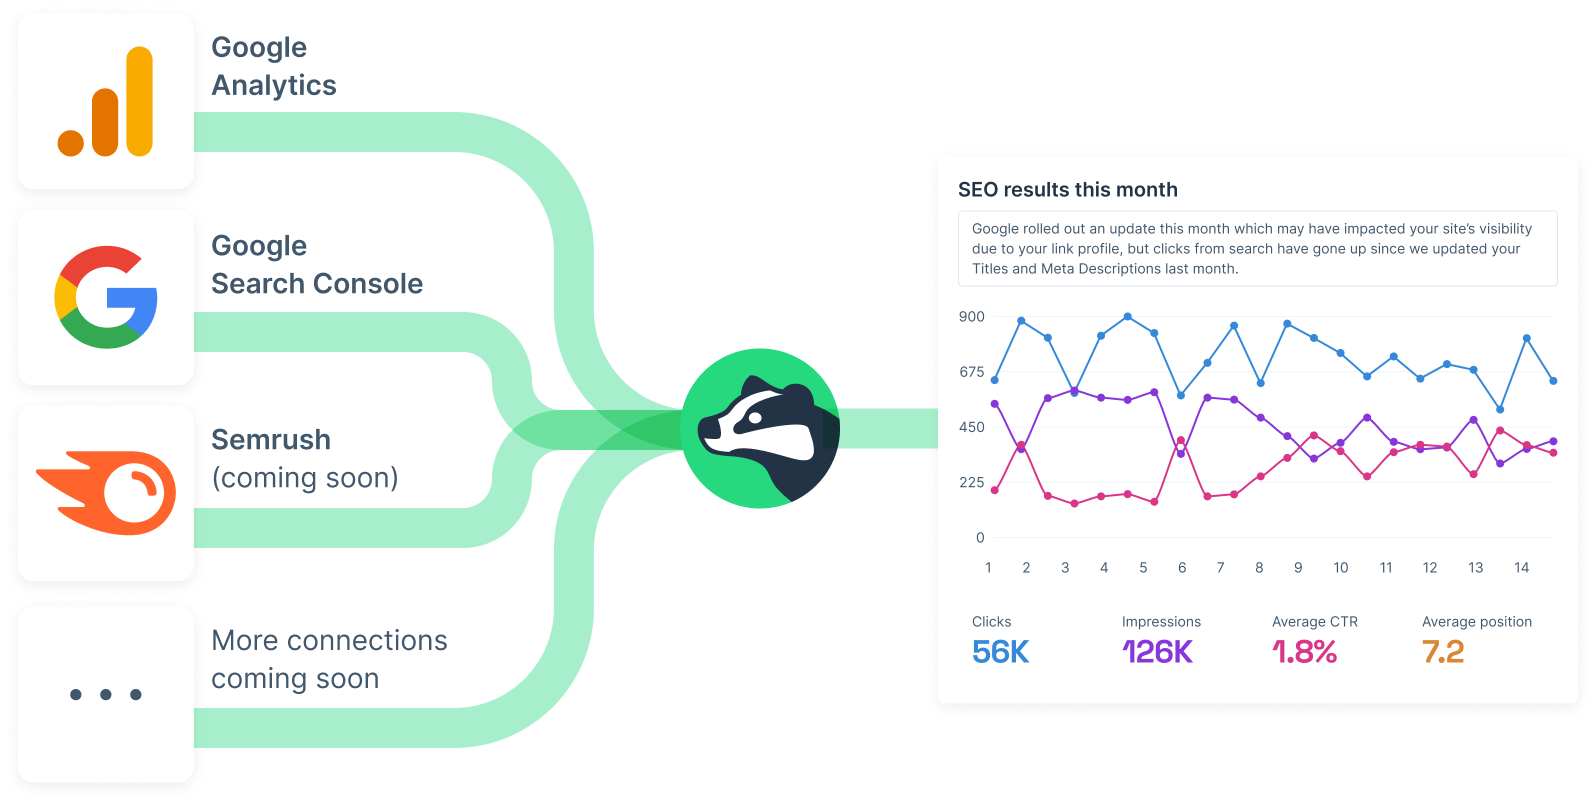 Google
Analytics
Google
Search Console
Semrush
(coming soon)
More connections
coming soon
SEO results this month
Google rolled out an update this month which may have impacted your site's visibility
due to your link profile, but clicks from search have gone up since we updated your
Titles and Meta Descriptions last month.
900
675
450
225
0
1 2 3 4 5 6 7 8 9 10 11 12 13 14
Clicks Impressions Average CTR Average position
56K 126K 1.8% 7.2